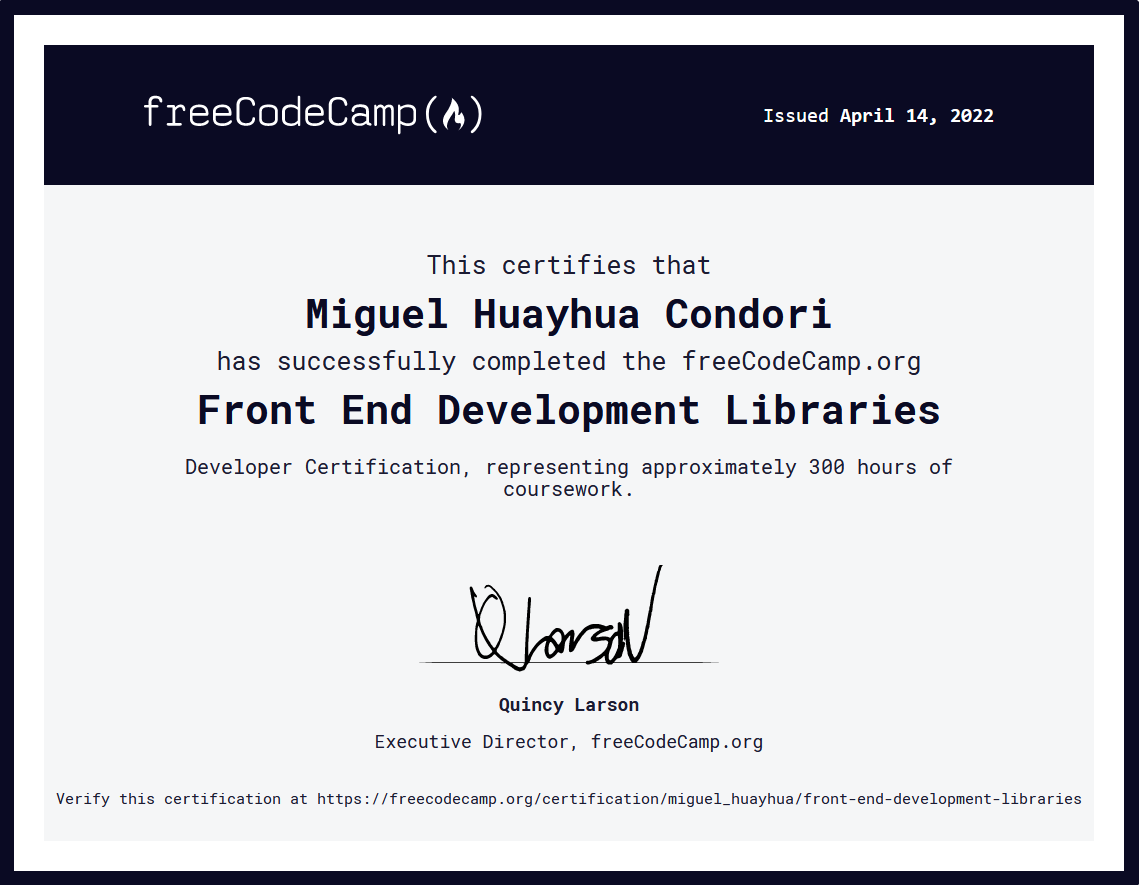 freeCodeCamp(🔥)
Issued April 14, 2022
This certifies that
Miguel Huayhua Condori
has successfully completed the freeCodeCamp.org
Front End Development Libraries
Developer Certification, representing approximately 300 hours of
coursework.
Q Larson
Quincy Larson
Executive Director, freeCodeCamp.org
Verify this certification at https://freecodecamp.org/certification/miguel_huayhua/front-end-development-libraries